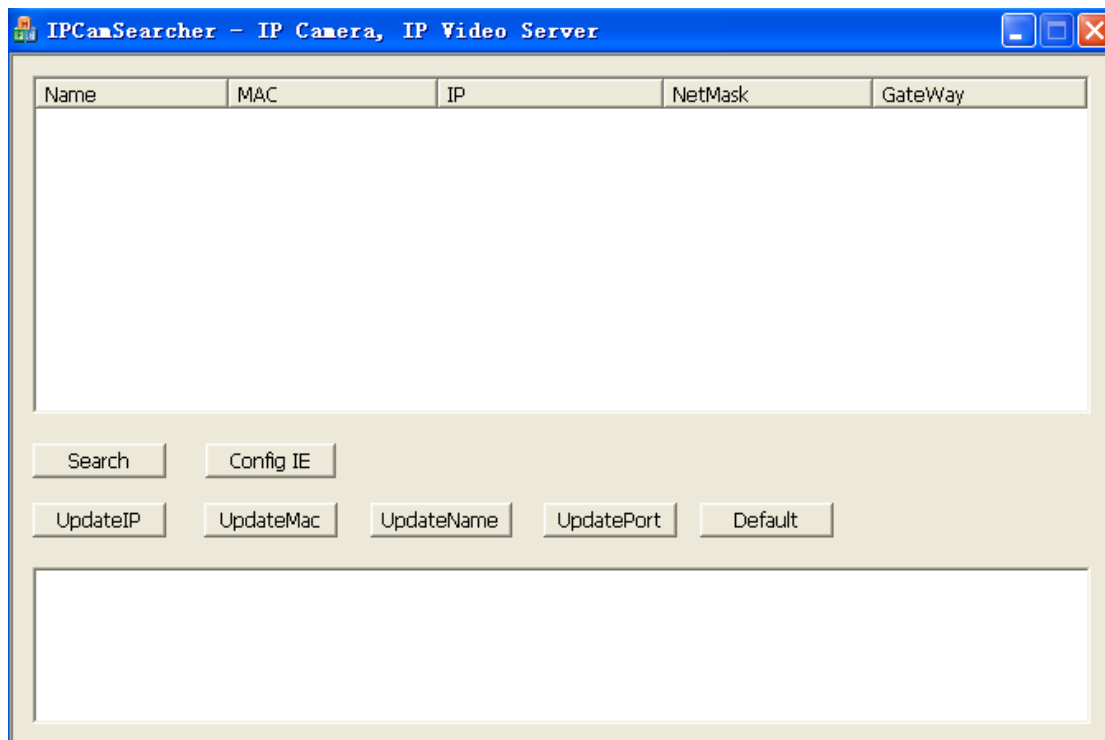 IPCamSearcher - IP Camera, IP Video Server
Name MAC IP NetMask GateWay
Search Config IE
UpdateIP UpdateMac UpdateName UpdatePort Default